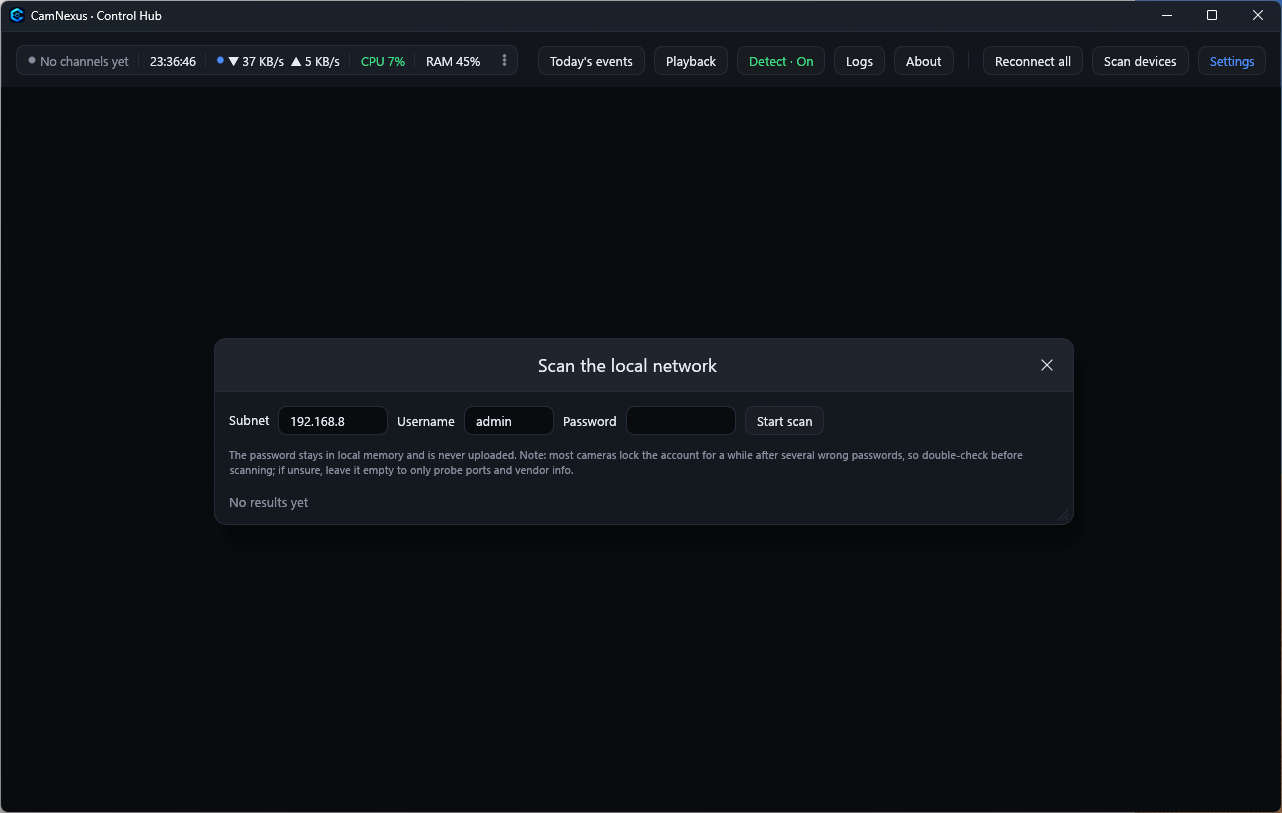 CamNexus · Control Hub
No channels yet 23:36:46 ▼ 37 KB/s ▲ 5 KB/s CPU 7% RAM 45% Today's events Playback Detect · On Logs About Reconnect all Scan devices Settings
Scan the local network
Subnet 192.168.8 Username admin Password Start scan
The password stays in local memory and is never uploaded. Note: most cameras lock the account for a while after several wrong passwords, so double-check before
scanning; if unsure, leave it empty to only probe ports and vendor info.
No results yet